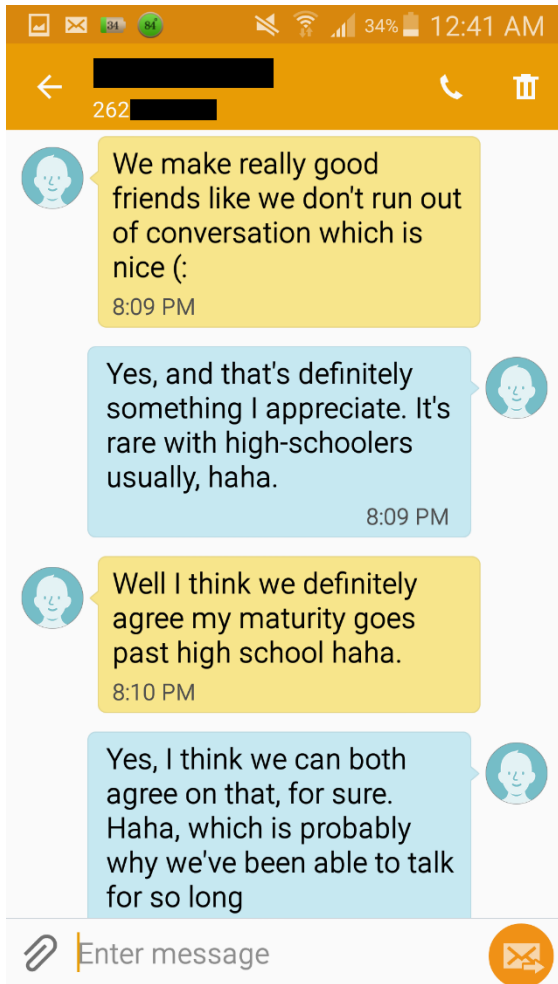 34 84° 34% 12:41 AM
262
We make really good
friends like we don't run out
of conversation which is
nice (:
8:09 PM
Yes, and that's definitely
something I appreciate. It's
rare with high-schoolers
usually, haha.
8:09 PM
Well I think we definitely
agree my maturity goes
past high school haha.
8:10 PM
Yes, I think we can both
agree on that, for sure.
Haha, which is probably
why we've been able to talk
for so long
Enter message